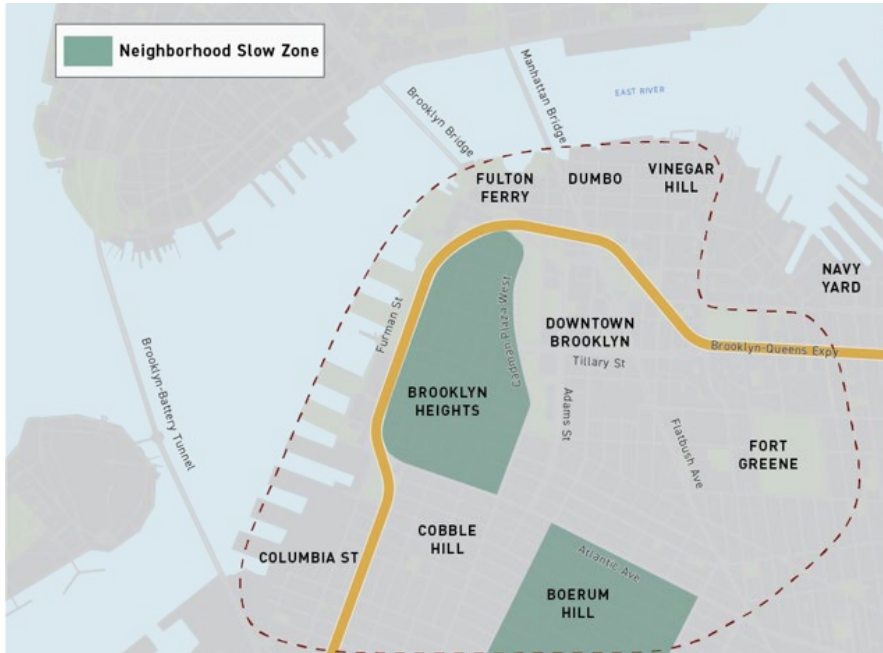 Neighborhood Slow Zone
Manhattan Bridge
EAST RIVER
Brooklyn Bridge
FULTON
FERRY
DUMBO
VINEGAR
HILL
NAVY
YARD
Furman St
Cadman Plaza West
DOWNTOWN
BROOKLYN
Brooklyn-Queens Expy
Tillary St
Brooklyn-Battery Tunnel
BROOKLYN
HEIGHTS
Adams St
Flatbush Ave
FORT
GREENE
COBBLE
HILL
COLUMBIA ST
Atlantic Ave
BOERUM
HILL